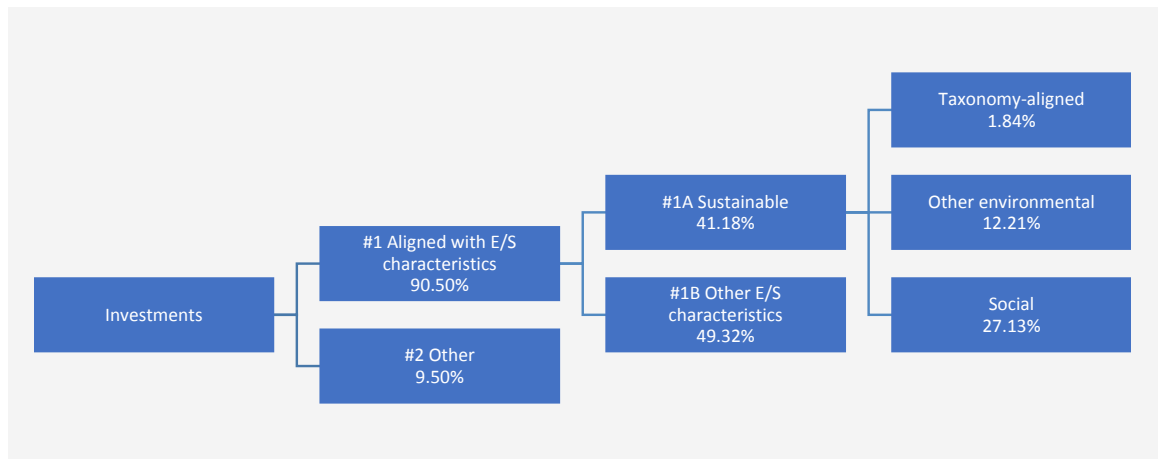 Investments
#1 Aligned with E/S
characteristics
90.50%
#2 Other
9.50%
#1A Sustainable
41.18%
#1B Other E/S
characteristics
49.32%
Taxonomy-aligned
1.84%
Other environmental
12.21%
Social
27.13%